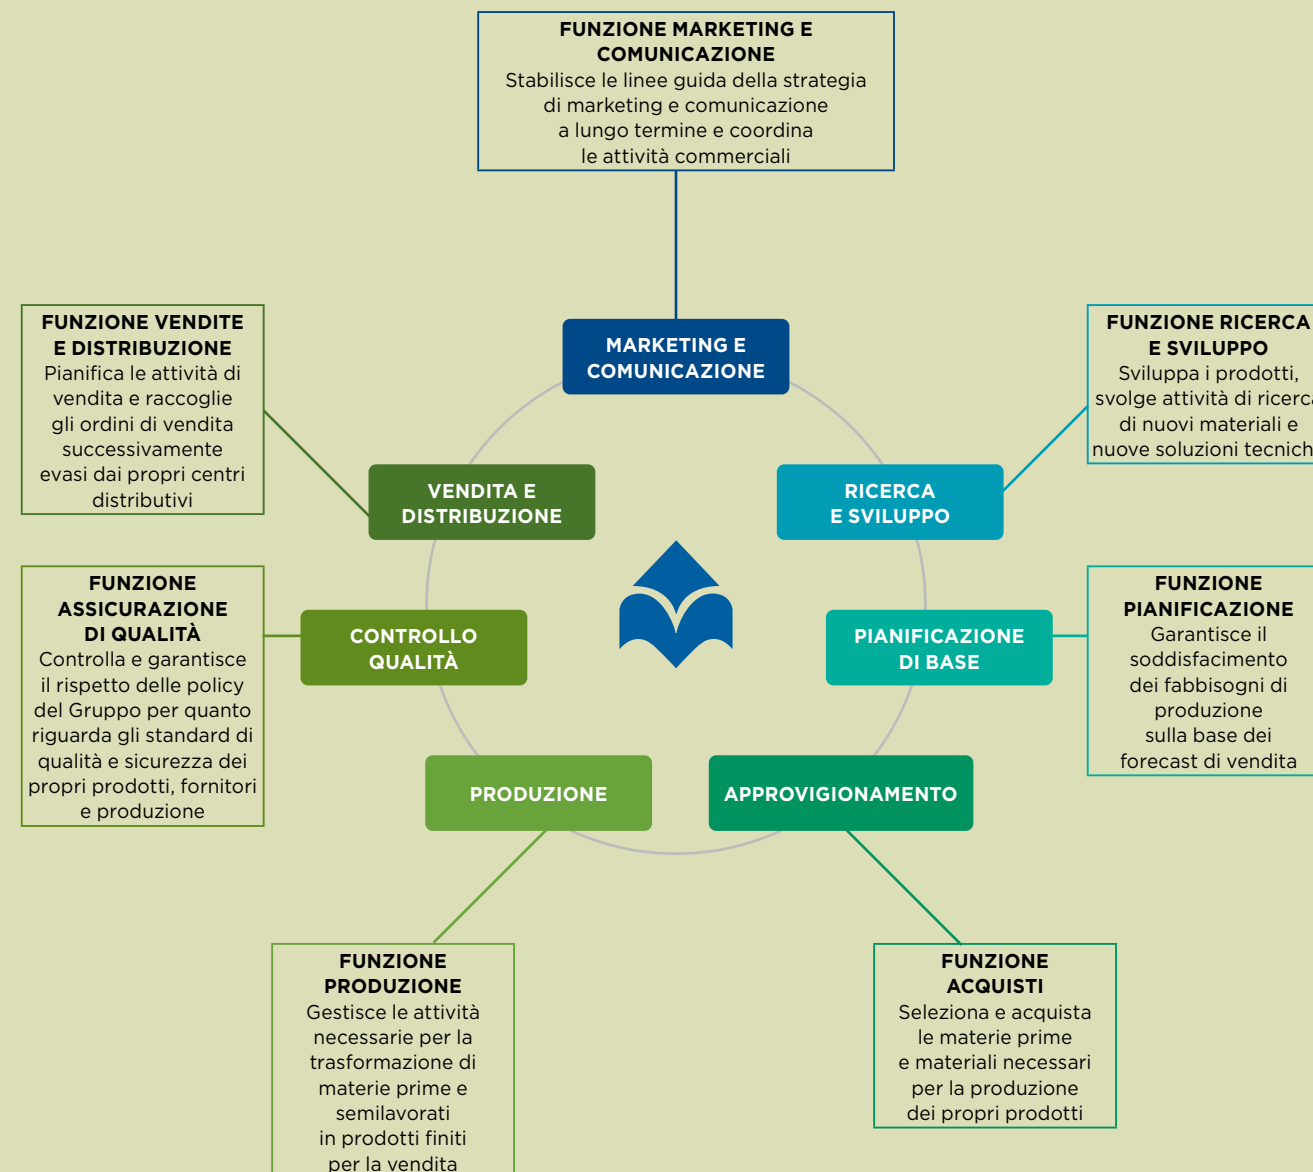 FUNZIONE MARKETING E
COMUNICAZIONE
Stabilisce le linee guida della strategia
di marketing e comunicazione
a lungo termine e coordina
le attività commerciali
MARKETING E
COMUNICAZIONE
FUNZIONE VENDITE
E DISTRIBUZIONE
Pianifica le attività di
vendita e raccoglie
gli ordini di vendita
successivamente
evasi dai propri centri
distributivi
VENDITA E
DISTRIBUZIONE
RICERCA
E SVILUPPO
FUNZIONE RICERCA
E SVILUPPO
Sviluppa i prodotti,
svolge attività di ricerca
di nuovi materiali e
nuove soluzioni tecnich
FUNZIONE
ASSICURAZIONE
DI QUALITÀ
Controlla e garantisce
il rispetto delle policy
del Gruppo per quanto
riguarda gli standard di
qualità e sicurezza dei
propri prodotti, fornitori
e produzione
CONTROLLO
QUALITÀ
PIANIFICAZIONE
DI BASE
FUNZIONE
PIANIFICAZIONE
Garantisce il
soddisfacimento
dei fabbisogni di
produzione
sulla base dei
forecast di vendita
PRODUZIONE
APPROVIGIONAMENTO
FUNZIONE
PRODUZIONE
Gestisce le attività
necessarie per la
trasformazione di
materie prime e
semilavorati
in prodotti finiti
per la vendita
FUNZIONE
ACQUISTI
Seleziona e acquista
le materie prime
e materiali necessari
per la produzione
dei propri prodotti